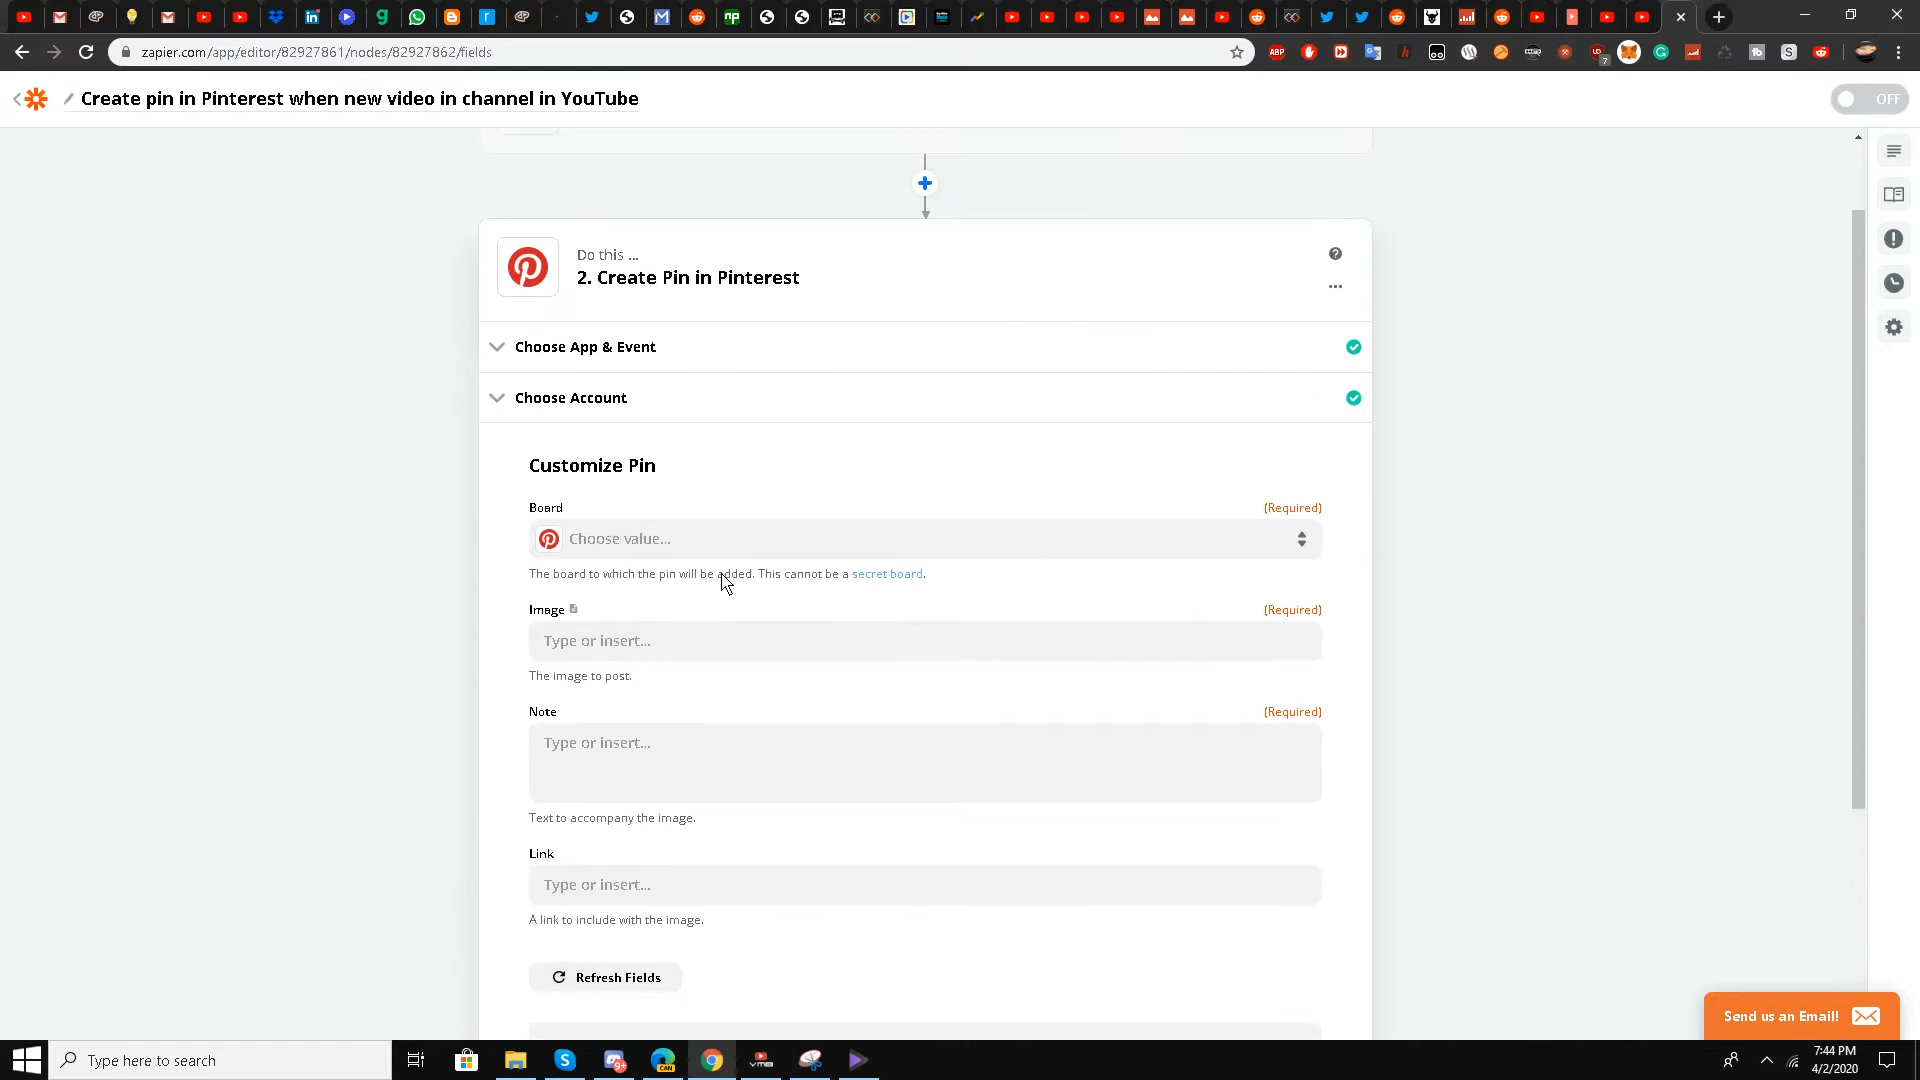 zapier.com/app/editor/82927861/nodes/82927862/fields
Create pin in Pinterest when new video in channel in YouTube
OFF
Do this ...
2. Create Pin in Pinterest
Choose App & Event
Choose Account
Customize Pin
Board (Required)
Choose value...
The board to which the pin will be added. This cannot be a secret board.
Image (Required)
Type or insert...
The image to post.
Note (Required)
Type or insert...
Text to accompany the image.
Link
Type or insert...
A link to include with the image.
Refresh Fields
Send us an Email!
Type here to search
7:44 PM
4/2/2020